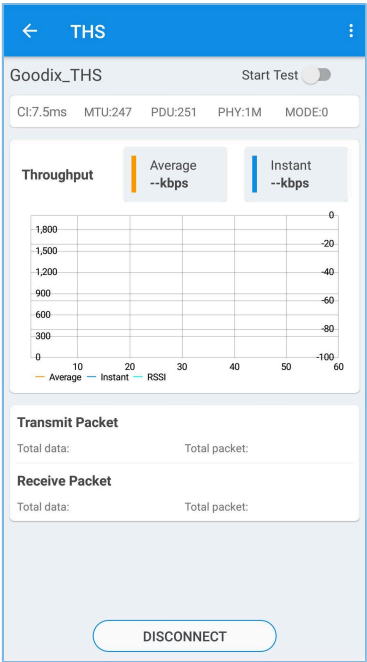 THS
Goodix_THS Start Test
CI:7.5ms MTU:247 PDU:251 PHY:1M MODE:0
Throughput
Average
--kbps
Instant
--kbps
0
1,800
-20
1,500
1,200 -40
900
-60
600
-80
300
0 -100
10 20 30 40 50 60
Average Instant RSSI
Transmit Packet
Total data: Total packet:
Receive Packet
Total data: Total packet:
DISCONNECT